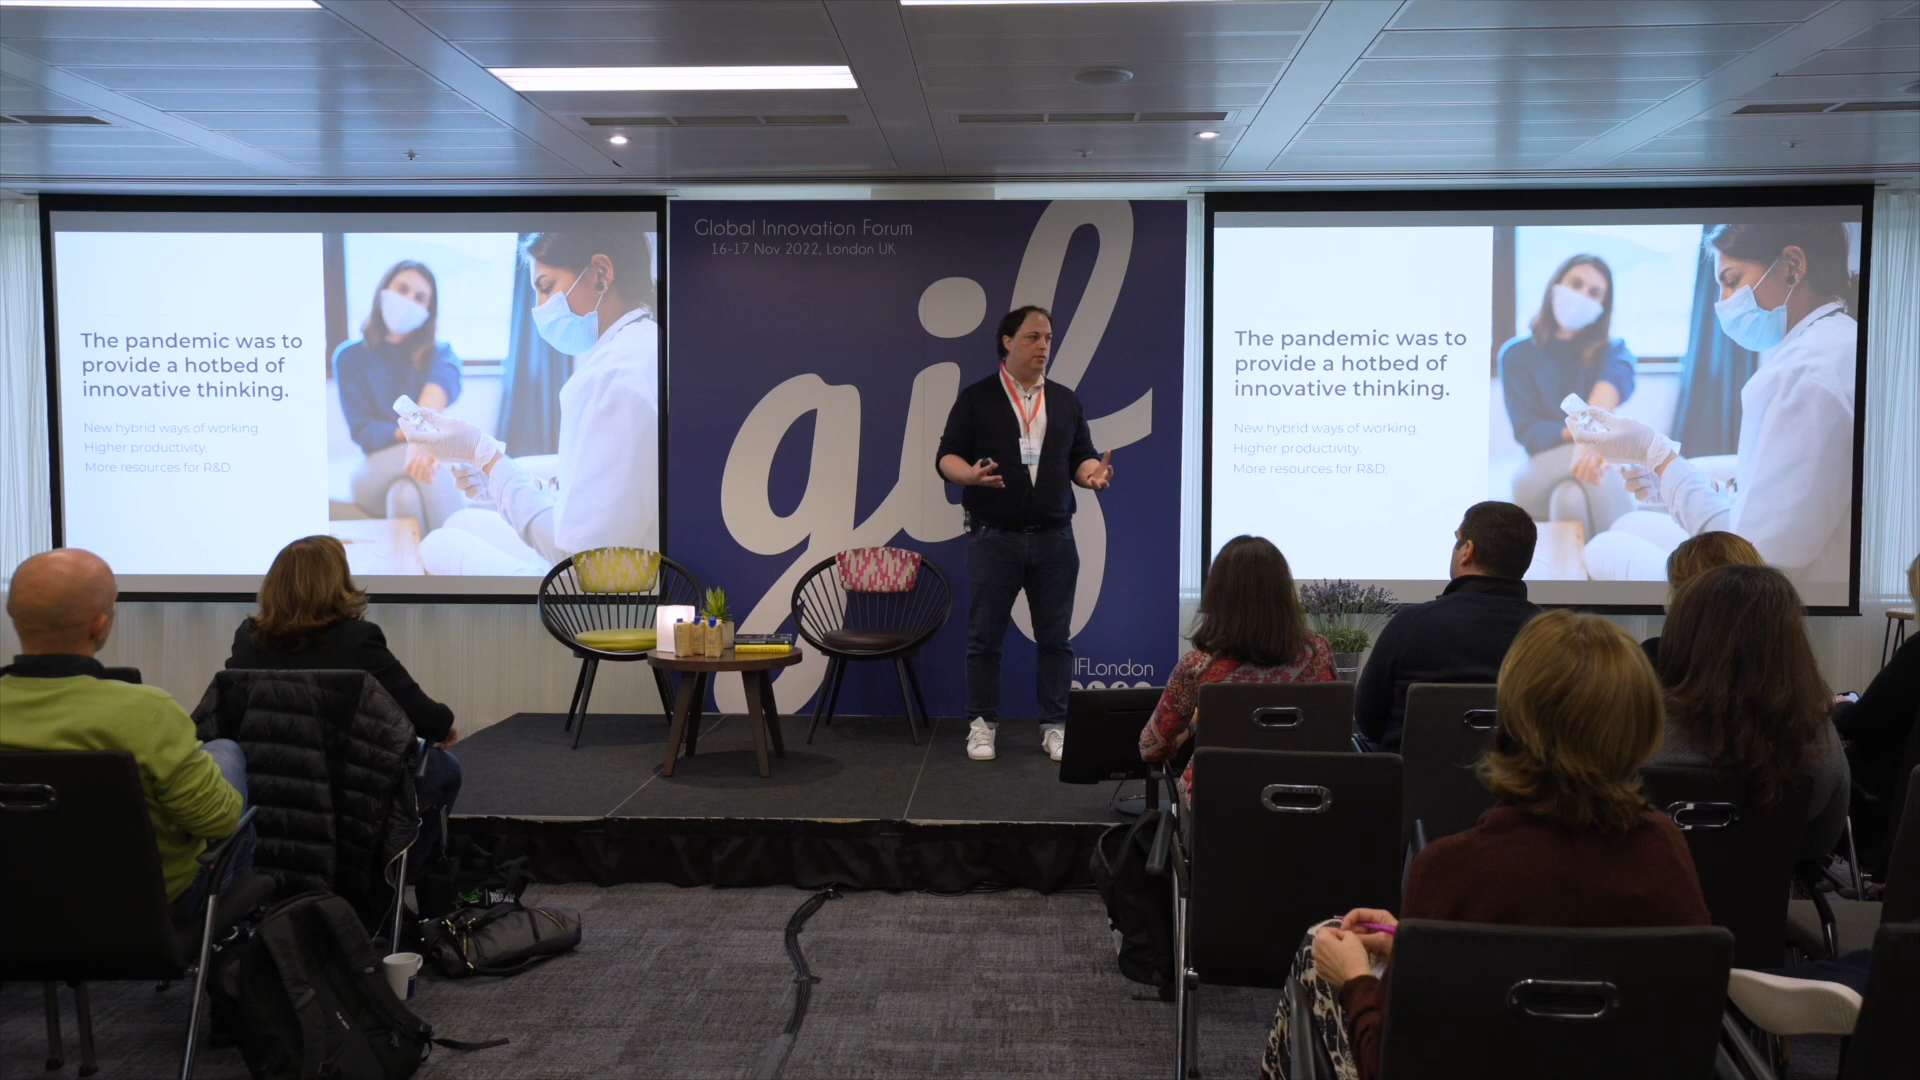 The pandemic was to
provide a hotbed of
innovative thinking.
New hybrid ways of working.
Higher productivity.
More resources for R&D.
Global Innovation Forum
16-17 Nov 2022, London UK
gif
IFLondon
The pandemic was to
provide a hotbed of
innovative thinking.
New hybrid ways of working.
Higher productivity.
More resources for R&D.